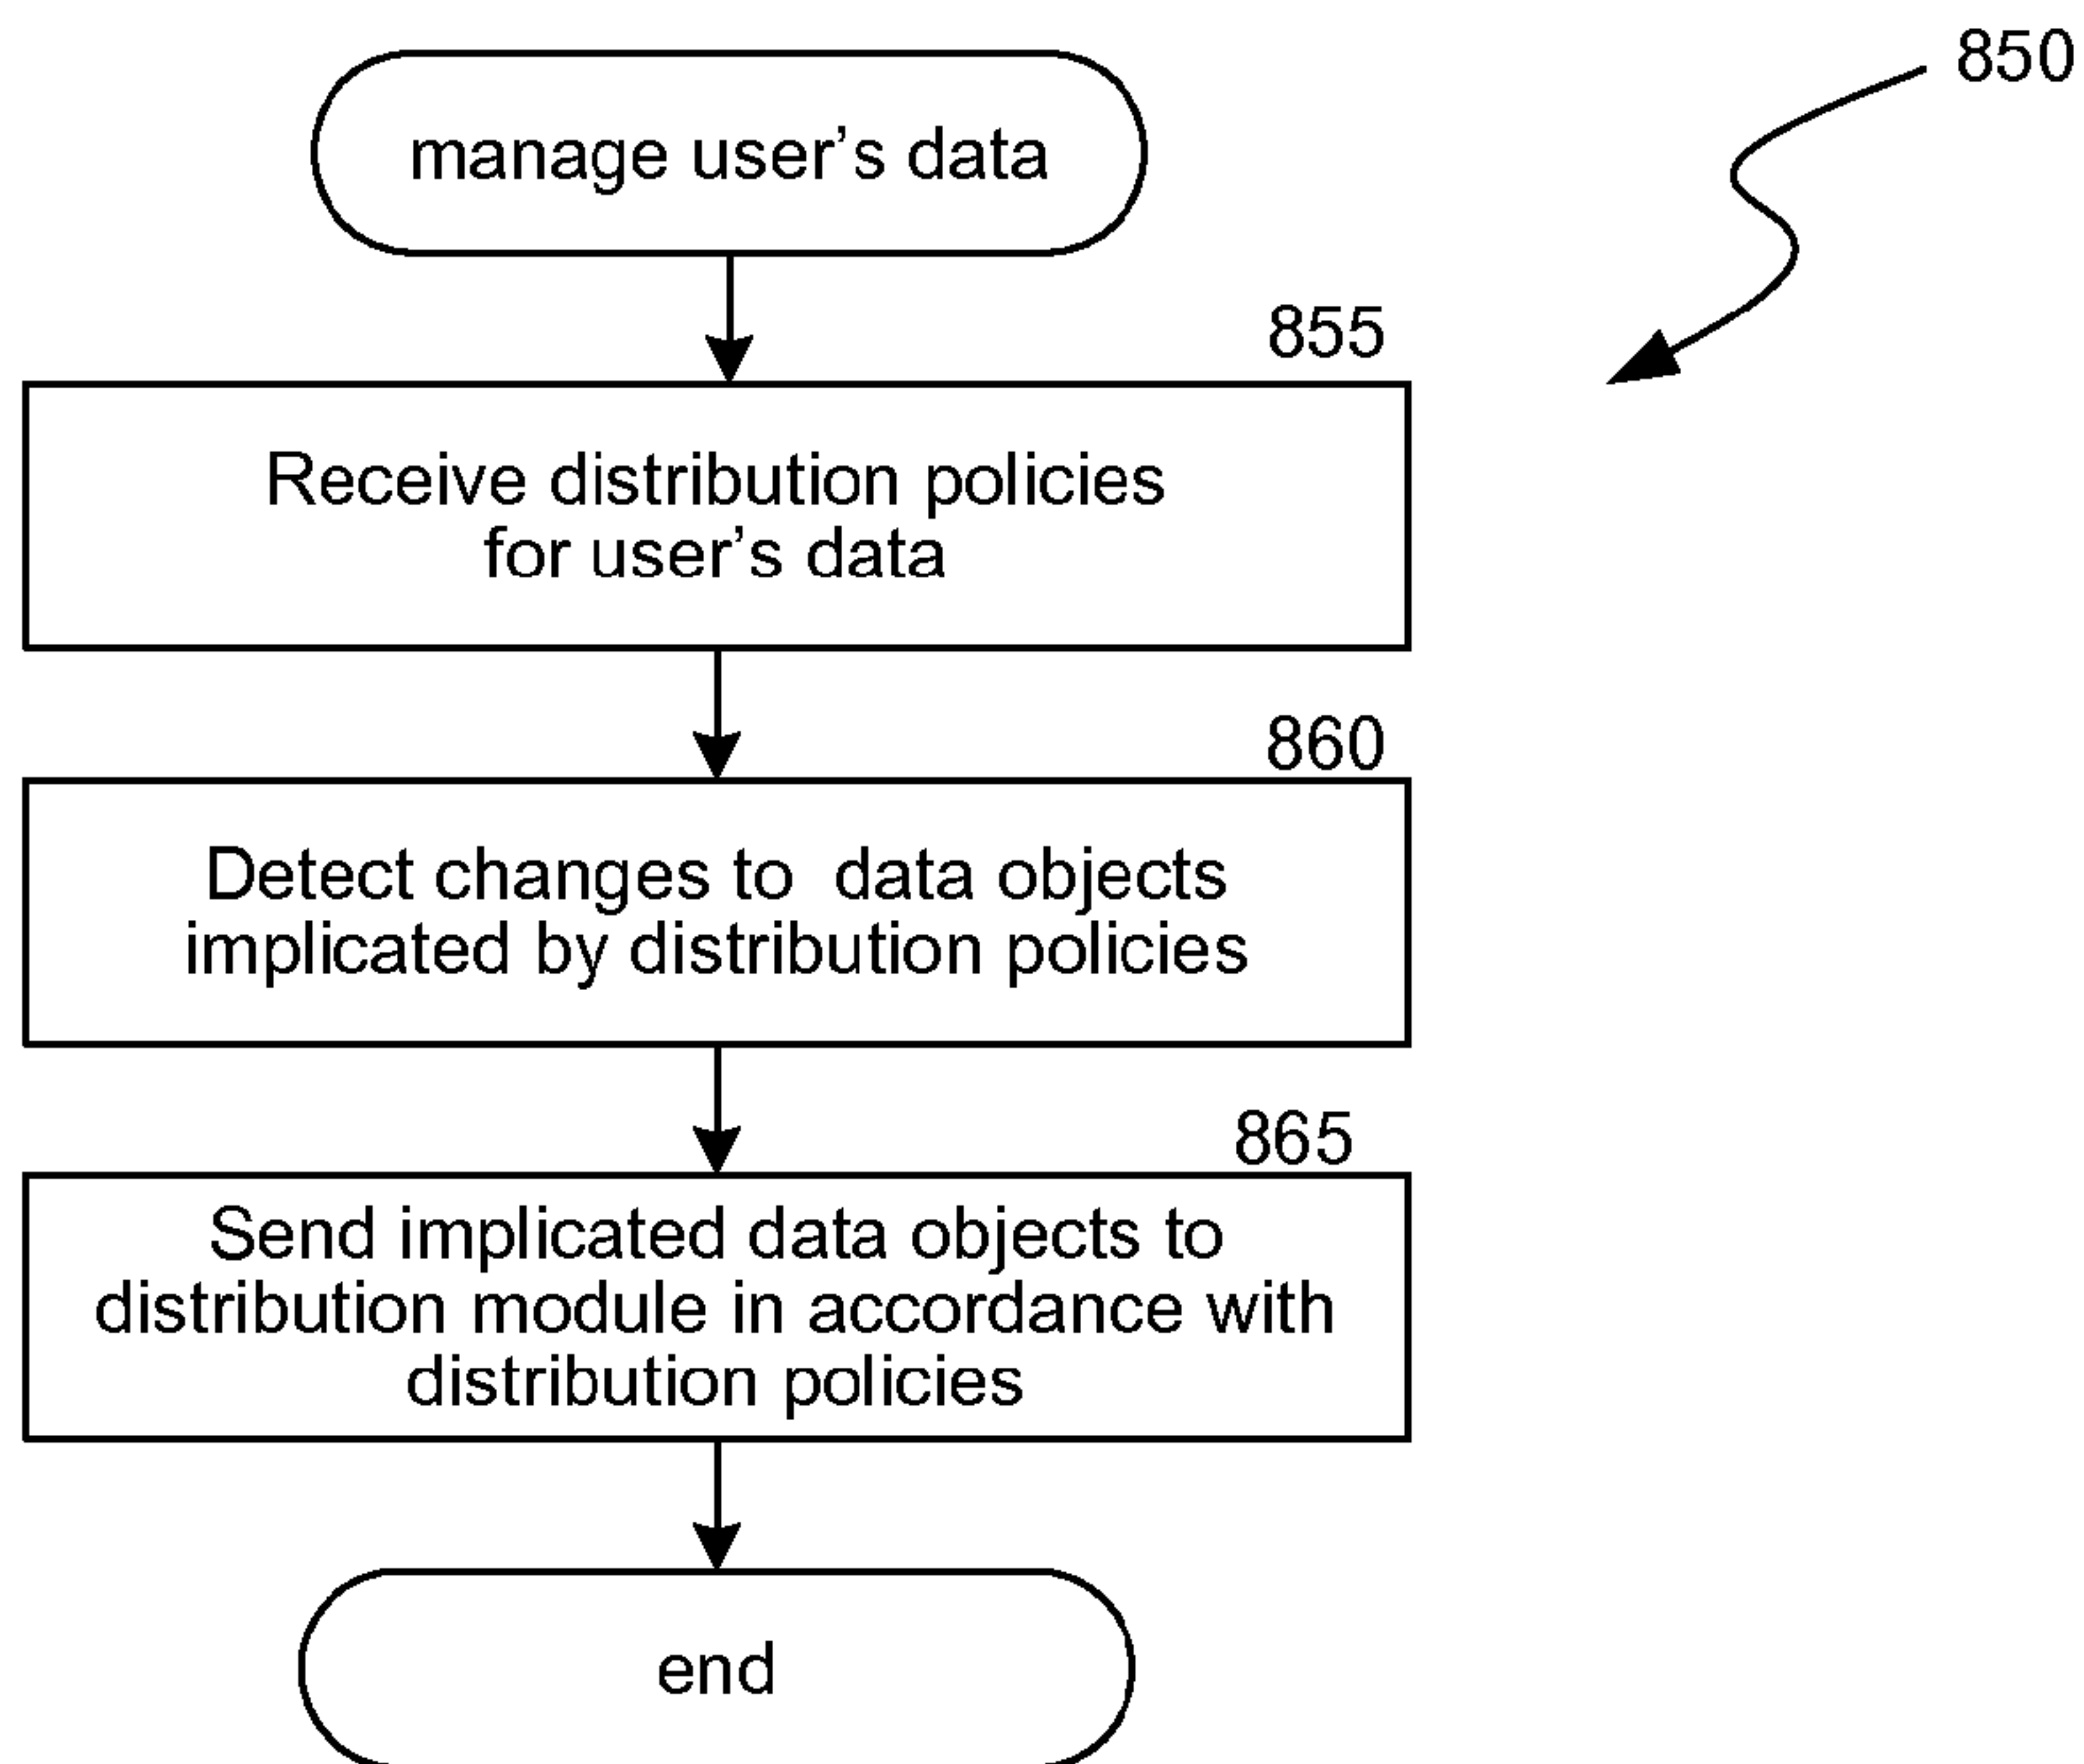 850
manage user’s data
855
Receive distribution policies
for user’s data
860
Detect changes to data objects
implicated by distribution policies
865
Send implicated data objects to
distribution module in accordance with
distribution policies
end